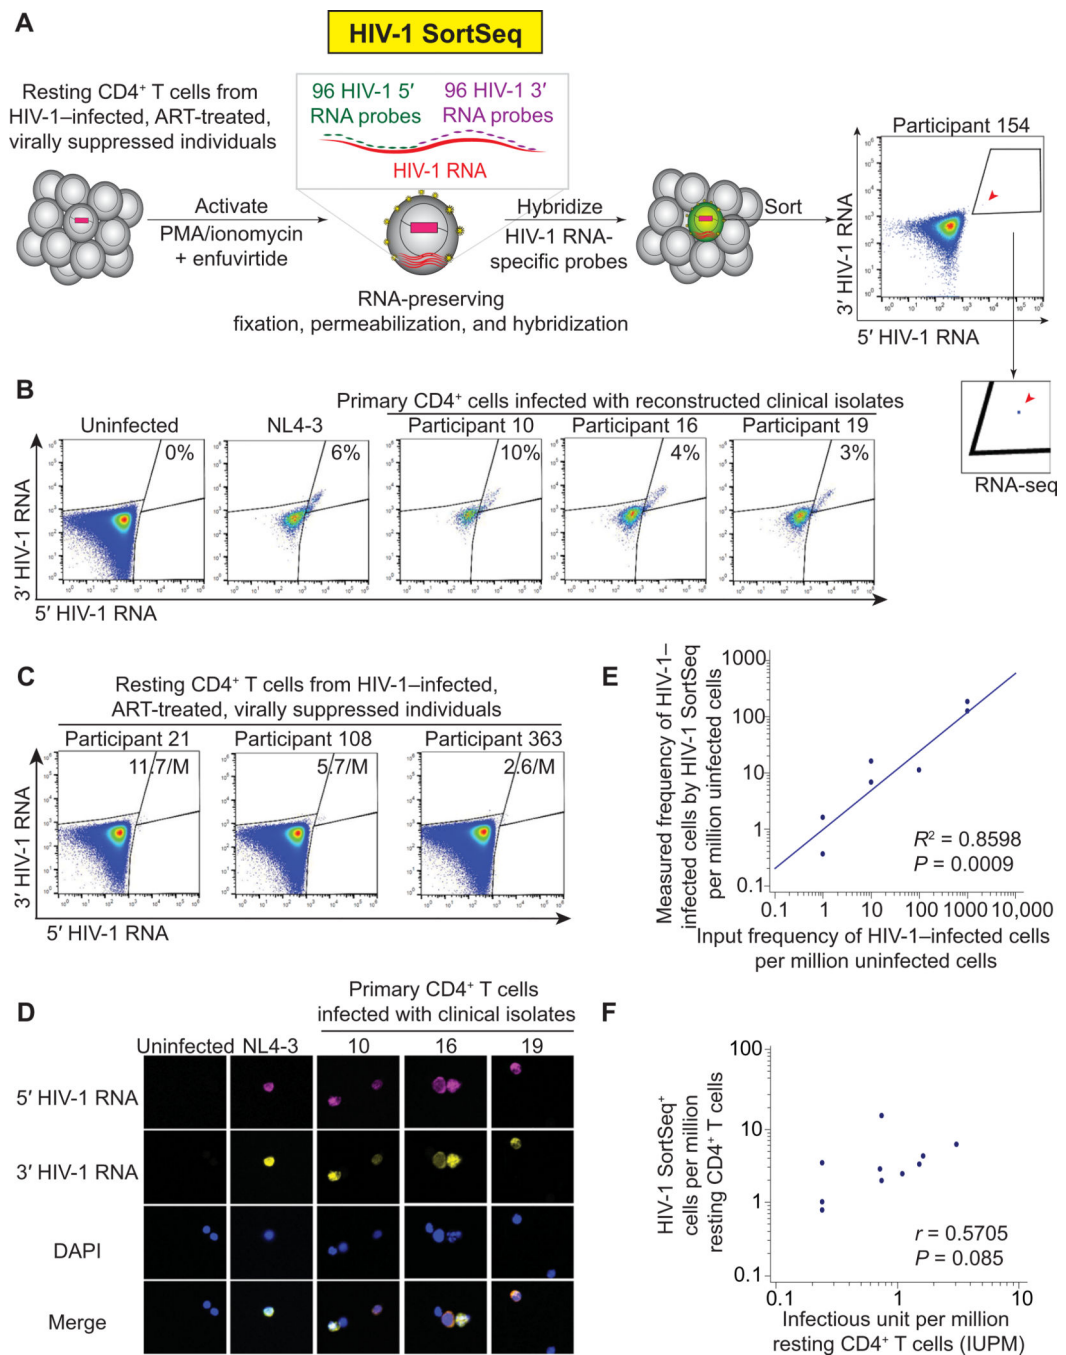 A
HIV-1 SortSeq
Resting CD4+ T cells from
HIV-1–infected, ART-treated,
virally suppressed individuals
96 HIV-1 5′
RNA probes
96 HIV-1 3′
RNA probes
HIV-1 RNA
Activate
PMA/ionomycin
+ enfuvirtide
Hybridize
HIV-1 RNA-
specific probes
RNA-preserving
fixation, permeabilization, and hybridization
Sort
Participant 154
3′ HIV-1 RNA
5′ HIV-1 RNA
RNA-seq
B
Primary CD4+ cells infected with reconstructed clinical isolates
Uninfected
NL4-3
Participant 10
Participant 16
Participant 19
0%
6%
10%
4%
3%
3′ HIV-1 RNA
5′ HIV-1 RNA
C
Resting CD4+ T cells from HIV-1–infected,
ART-treated, virally suppressed individuals
Participant 21
Participant 108
Participant 363
11.7/M
5.7/M
2.6/M
3′ HIV-1 RNA
5′ HIV-1 RNA
D
Primary CD4+ T cells
infected with clinical isolates
Uninfected NL4-3 10 16 19
5′ HIV-1 RNA
3′ HIV-1 RNA
DAPI
Merge
E
Measured frequency of HIV-1–
infected cells by HIV-1 SortSeq
per million uninfected cells
1000
100
10
1
0.1
R2 = 0.8598
P = 0.0009
0.1 1 10 100 1000 10,000
Input frequency of HIV-1–infected cells
per million uninfected cells
F
HIV-1 SortSeq+
cells per million
resting CD4+ T cells
100
10
1
0.1
r = 0.5705
P = 0.085
0.1 1 10
Infectious unit per million
resting CD4+ T cells (IUPM)